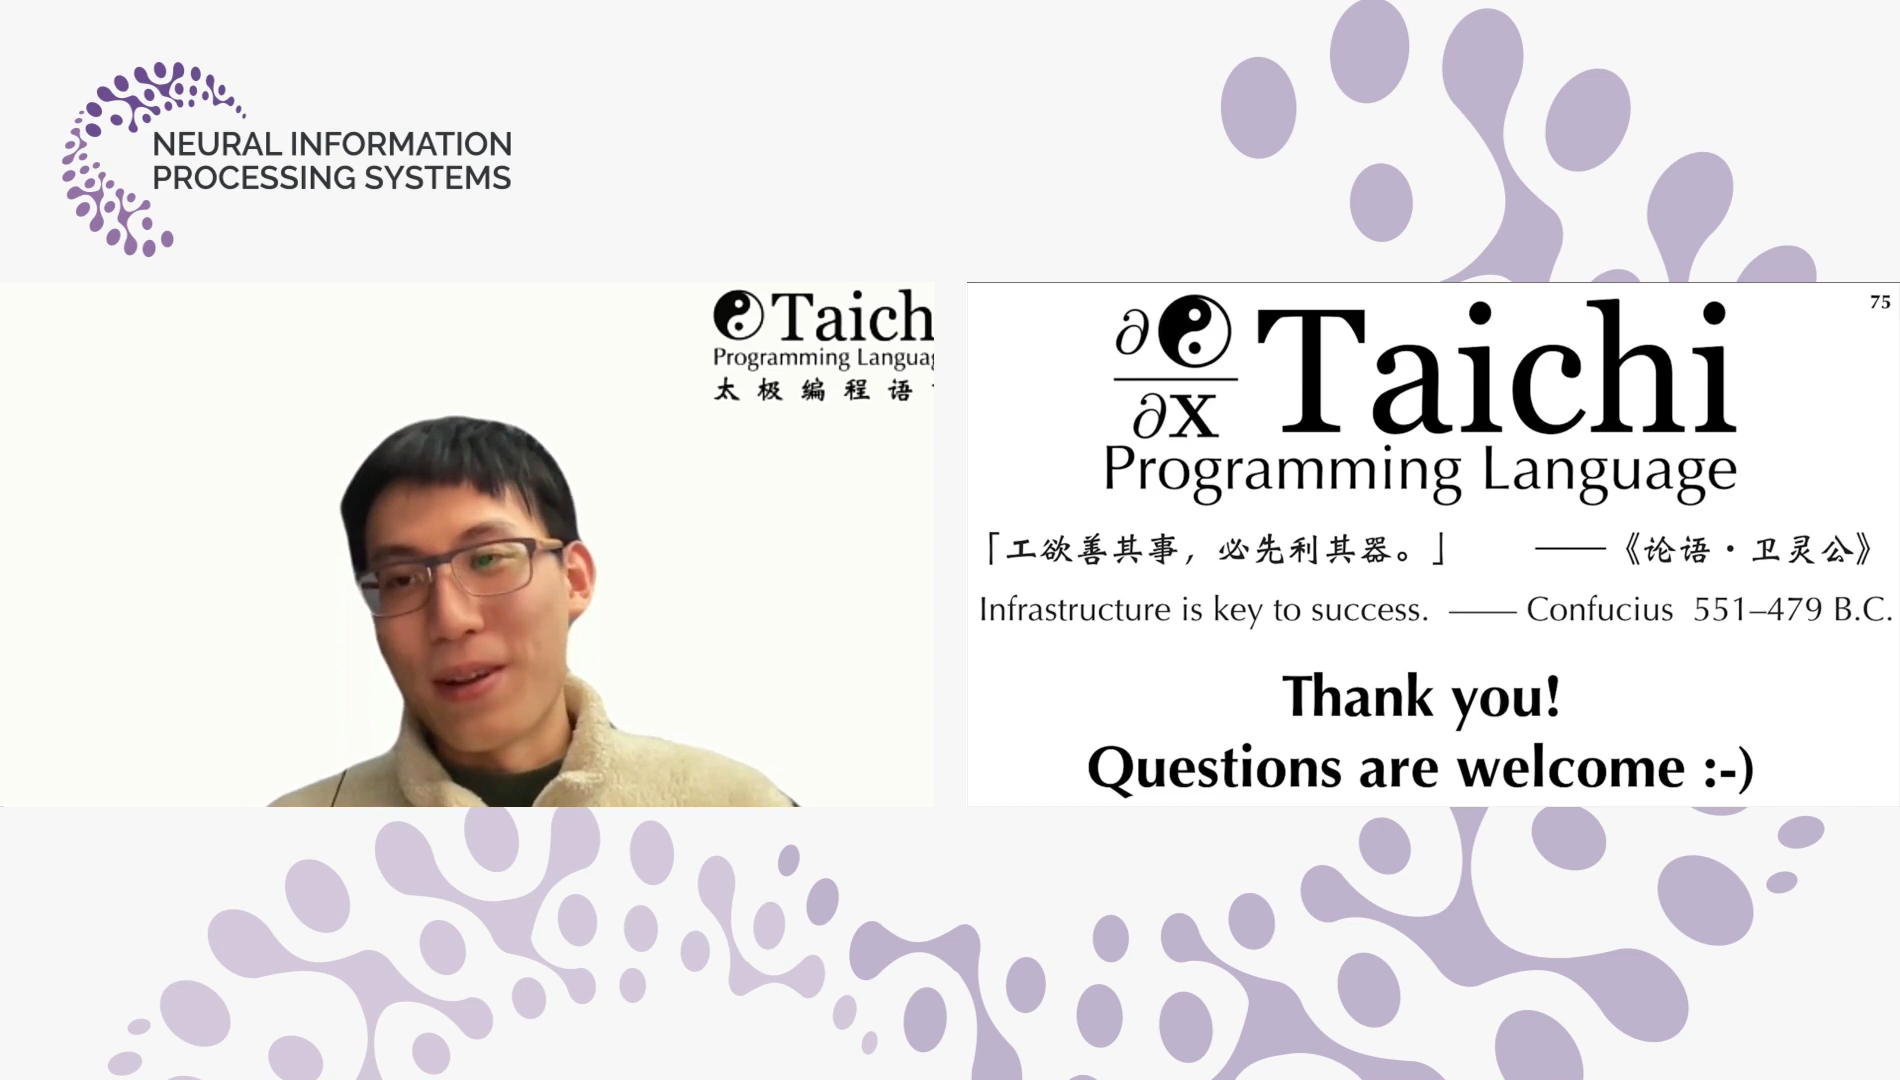 NEURAL INFORMATION
PROCESSING SYSTEMS
Taich
Programming Languag
太极编程语
75
∂
∂x
Taichi
Programming Language
「工欲善其事，必先利其器。」 ——《论语·卫灵公》
Infrastructure is key to success. —— Confucius 551–479 B.C.
Thank you!
Questions are welcome :-)